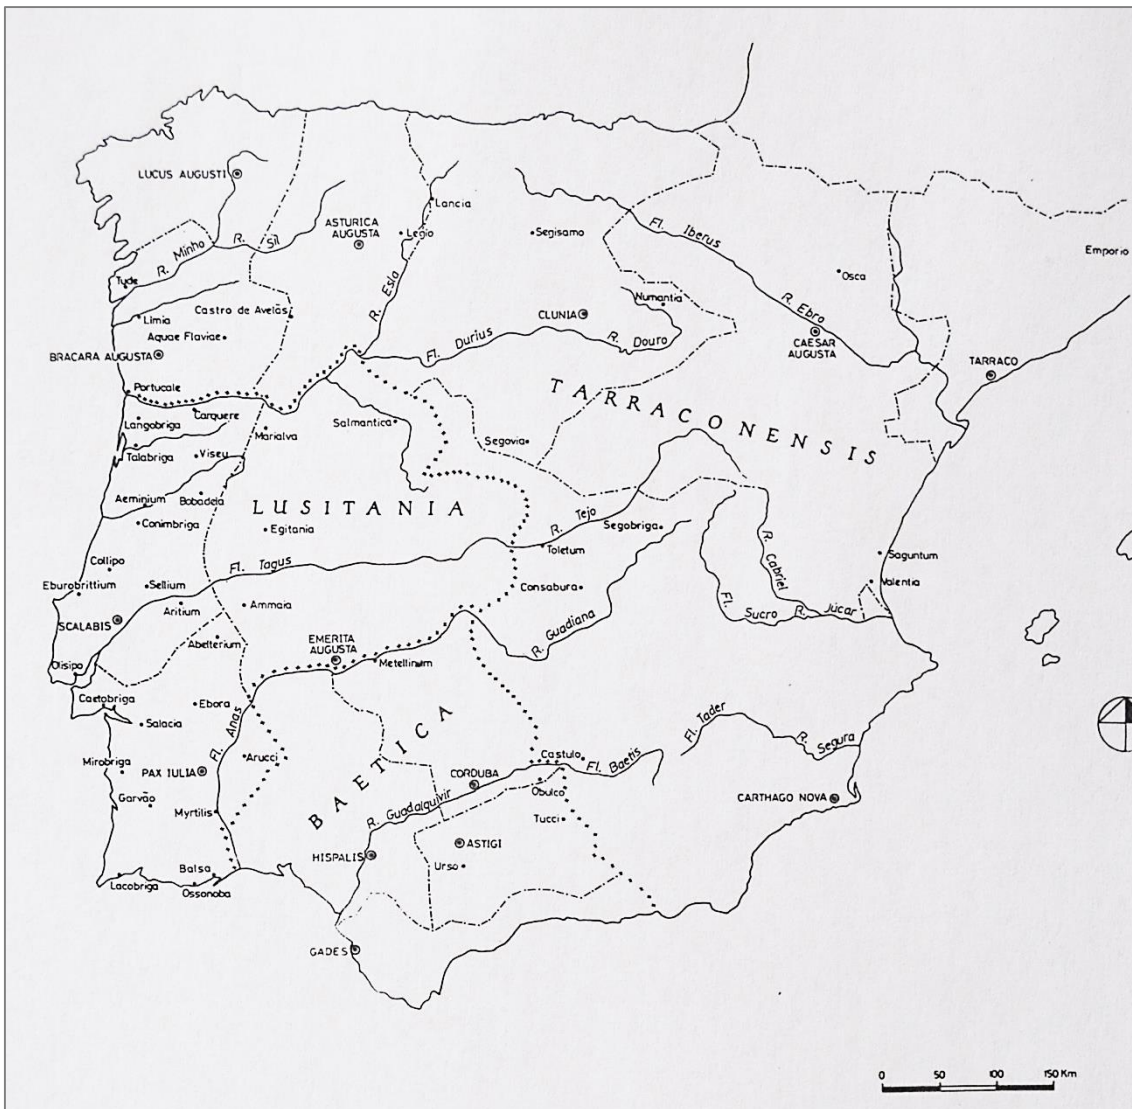 LUCUS AUGUSTI
ASTURICA
AUGUSTA
Lancia
Legio
Segisamo
Fl. Iberus
R. Minho
R. Sil
R. Esla
Emporio
Osca
Tyde
Numantia
R. Ebro
Limia
Castro de Avelãs
CLUNIA
Aquae Flaviae
Fl. Durius
R. Douro
CAESAR
AUGUSTA
BRACARA AUGUSTA
TARRACO
TARRACONENSIS
Portucale
Langobriga
Carquere
Marialva
Salmantica
Segovia
Talabriga
Viseu
Aeminium
Bobadela
LUSITANIA
Conimbriga
Egitania
R. Tejo
Segobriga
Toletum
R. Cabriel
Saguntum
Collipo
Fl. Tagus
Eburobrittium
Sellium
Consabura
Valentia
SCALABIS
Aritium
Ammaia
Fl. Sucro
R. Júcar
Abelterium
EMERITA
AUGUSTA
R. Guadiana
Olisipo
Metellinum
Caetobriga
Ebora
Salacia
Fl. Anas
BAETICA
Fl. Tader
R. Segura
Mirobriga
PAX IULIA
Arucci
CORDUBA
Castulo
Fl. Baetis
Garvão
Myrtilis
R. Guadalquivir
Obulco
CARTHAGO NOVA
Tucci
HISPALIS
ASTIGI
Urso
Balsa
Lacobriga
Ossonoba
GADES
0 50 100 150 Km